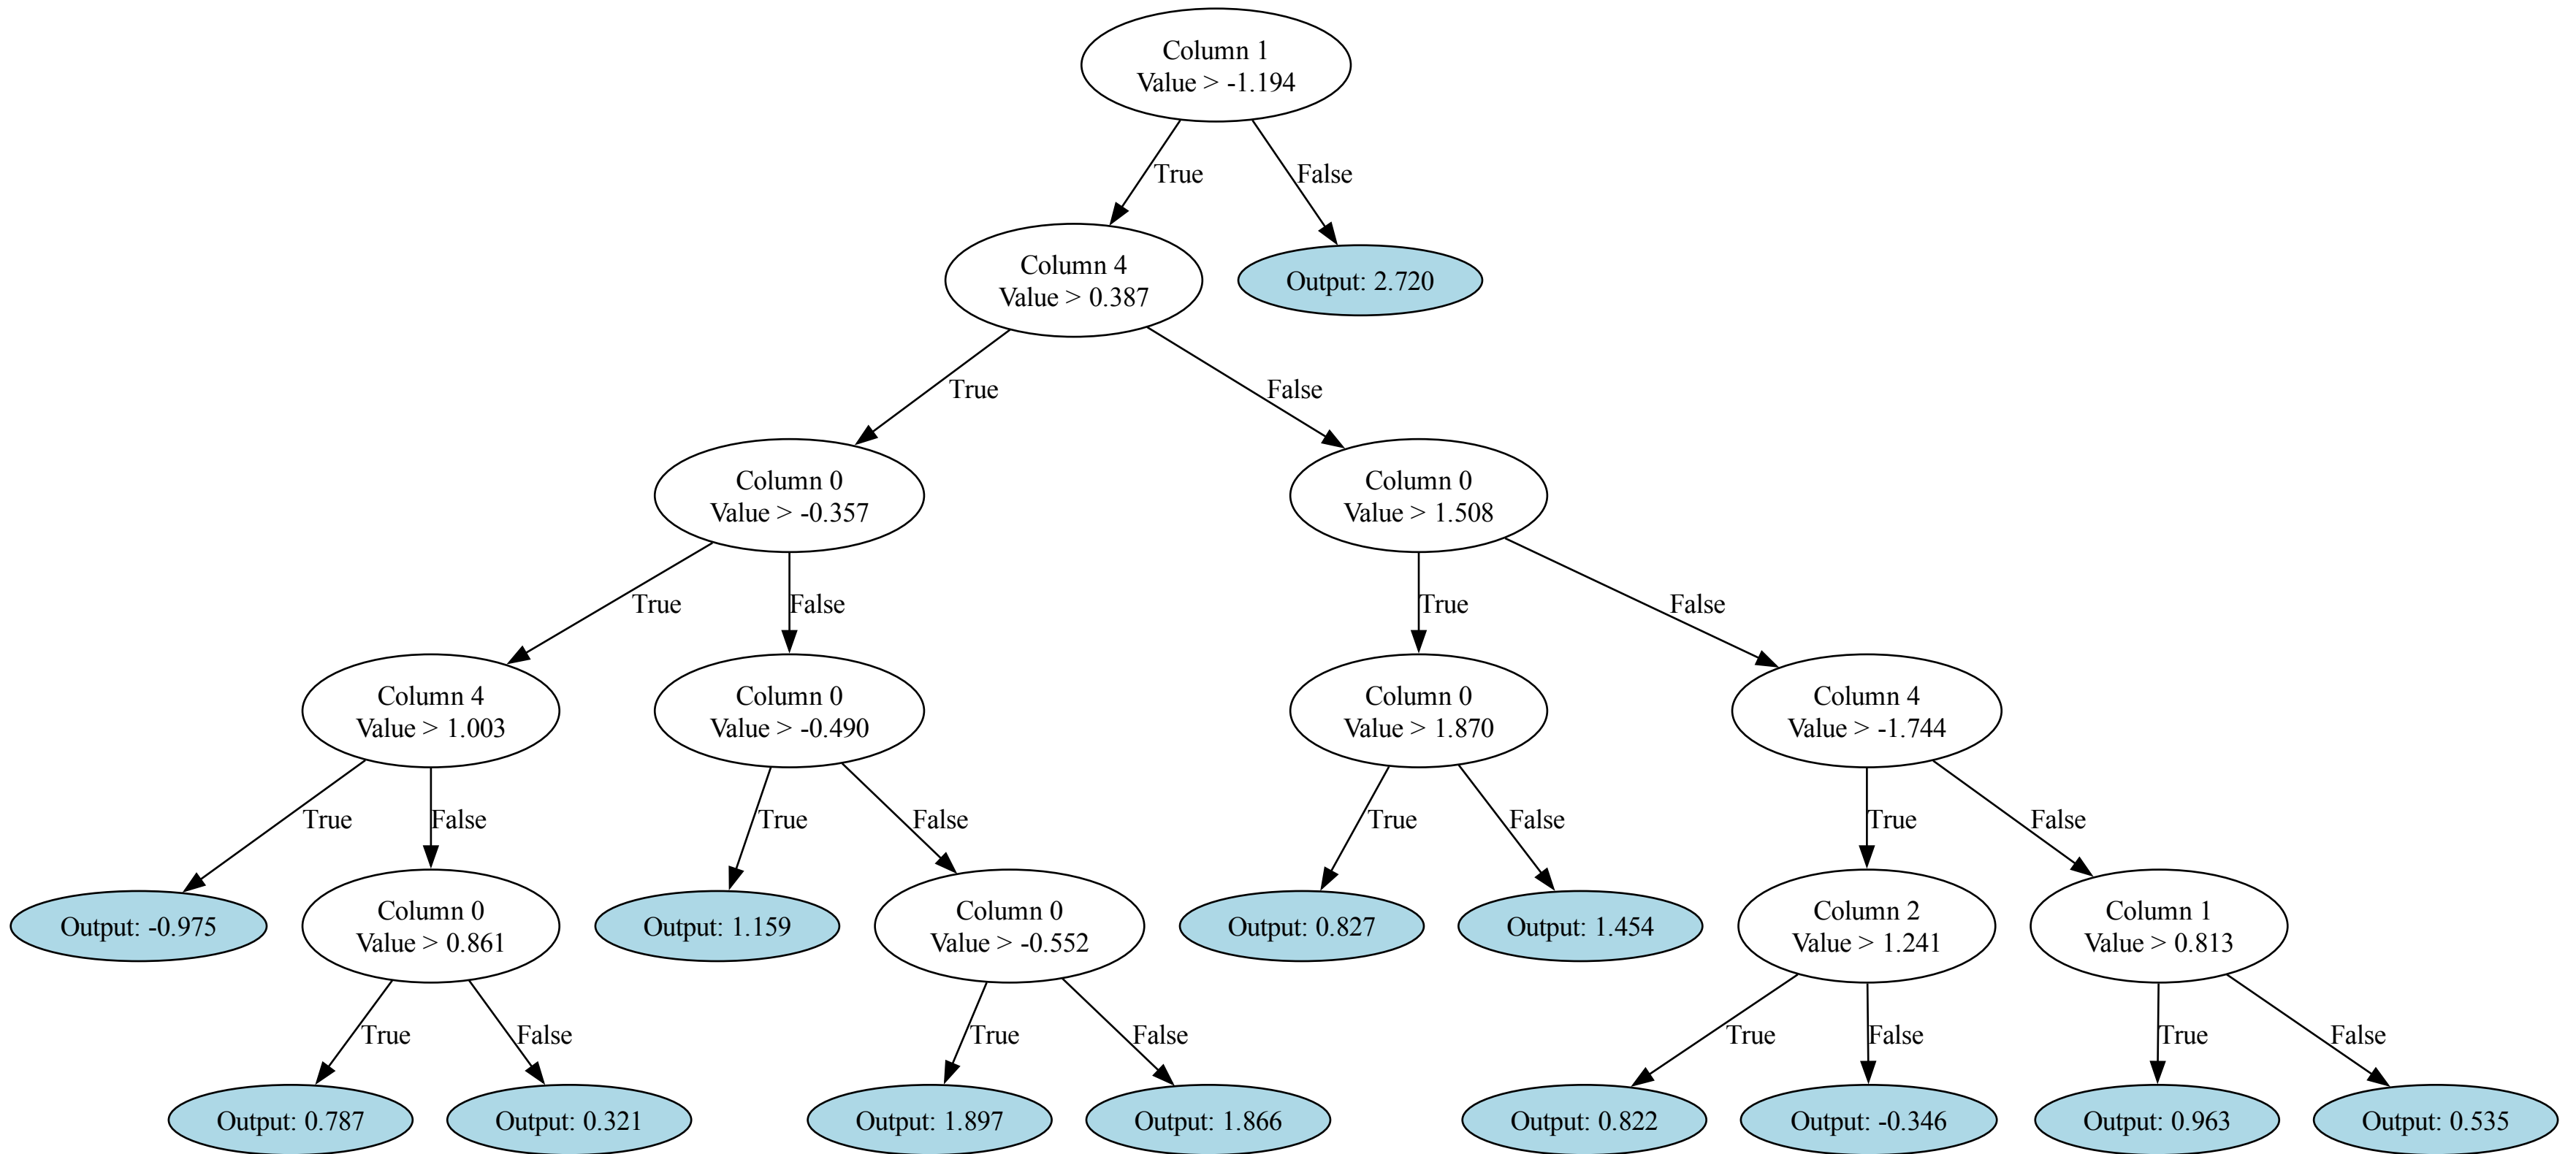 Column 1
Value > -1.194
True
False
Column 4
Value > 0.387
Output: 2.720
True
False
Column 0
Value > -0.357
Column 0
Value > 1.508
True
False
True
False
Column 4
Value > 1.003
Column 0
Value > -0.490
Column 0
Value > 1.870
Column 4
Value > -1.744
True
False
True
False
True
False
True
False
Output: -0.975
Column 0
Value > 0.861
Output: 1.159
Column 0
Value > -0.552
Output: 0.827
Output: 1.454
Column 2
Value > 1.241
Column 1
Value > 0.813
True
False
True
False
True
False
True
False
Output: 0.787
Output: 0.321
Output: 1.897
Output: 1.866
Output: 0.822
Output: -0.346
Output: 0.963
Output: 0.535